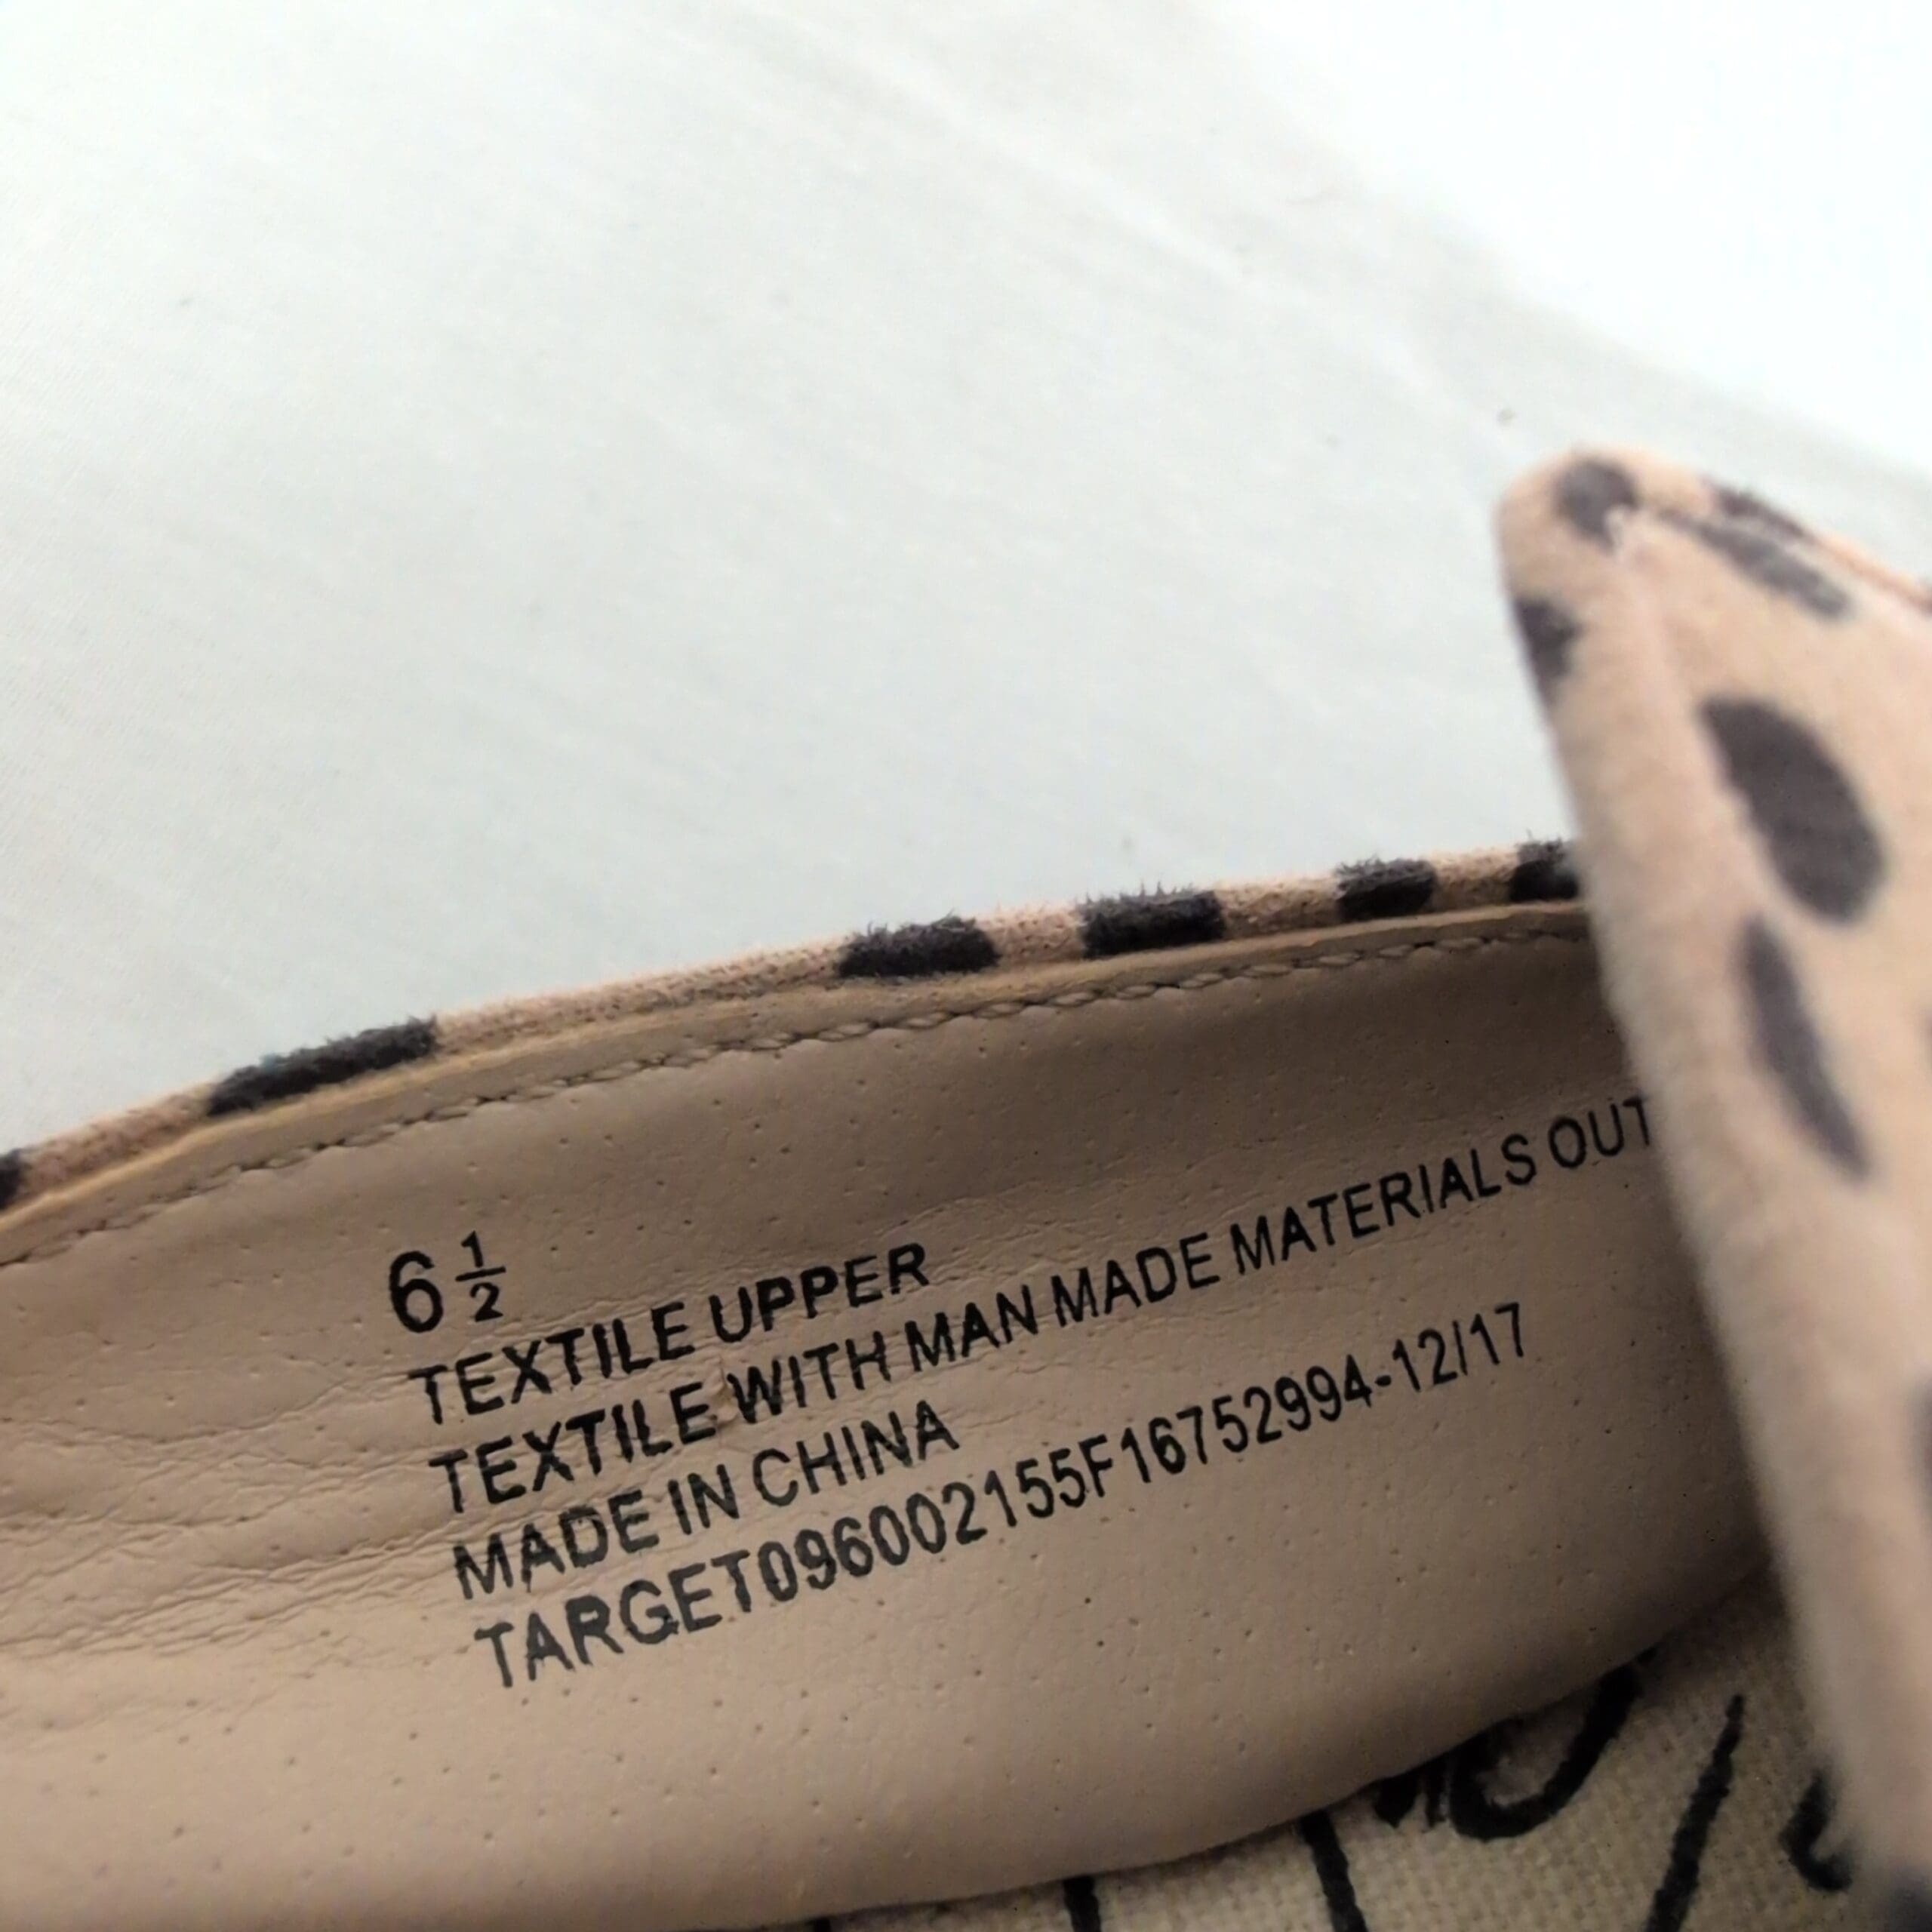 6 1/2
TEXTILE UPPER
TEXTILE WITH MAN MADE MATERIALS OUT
MADE IN CHINA
TARGET096002155F16752994-12/17